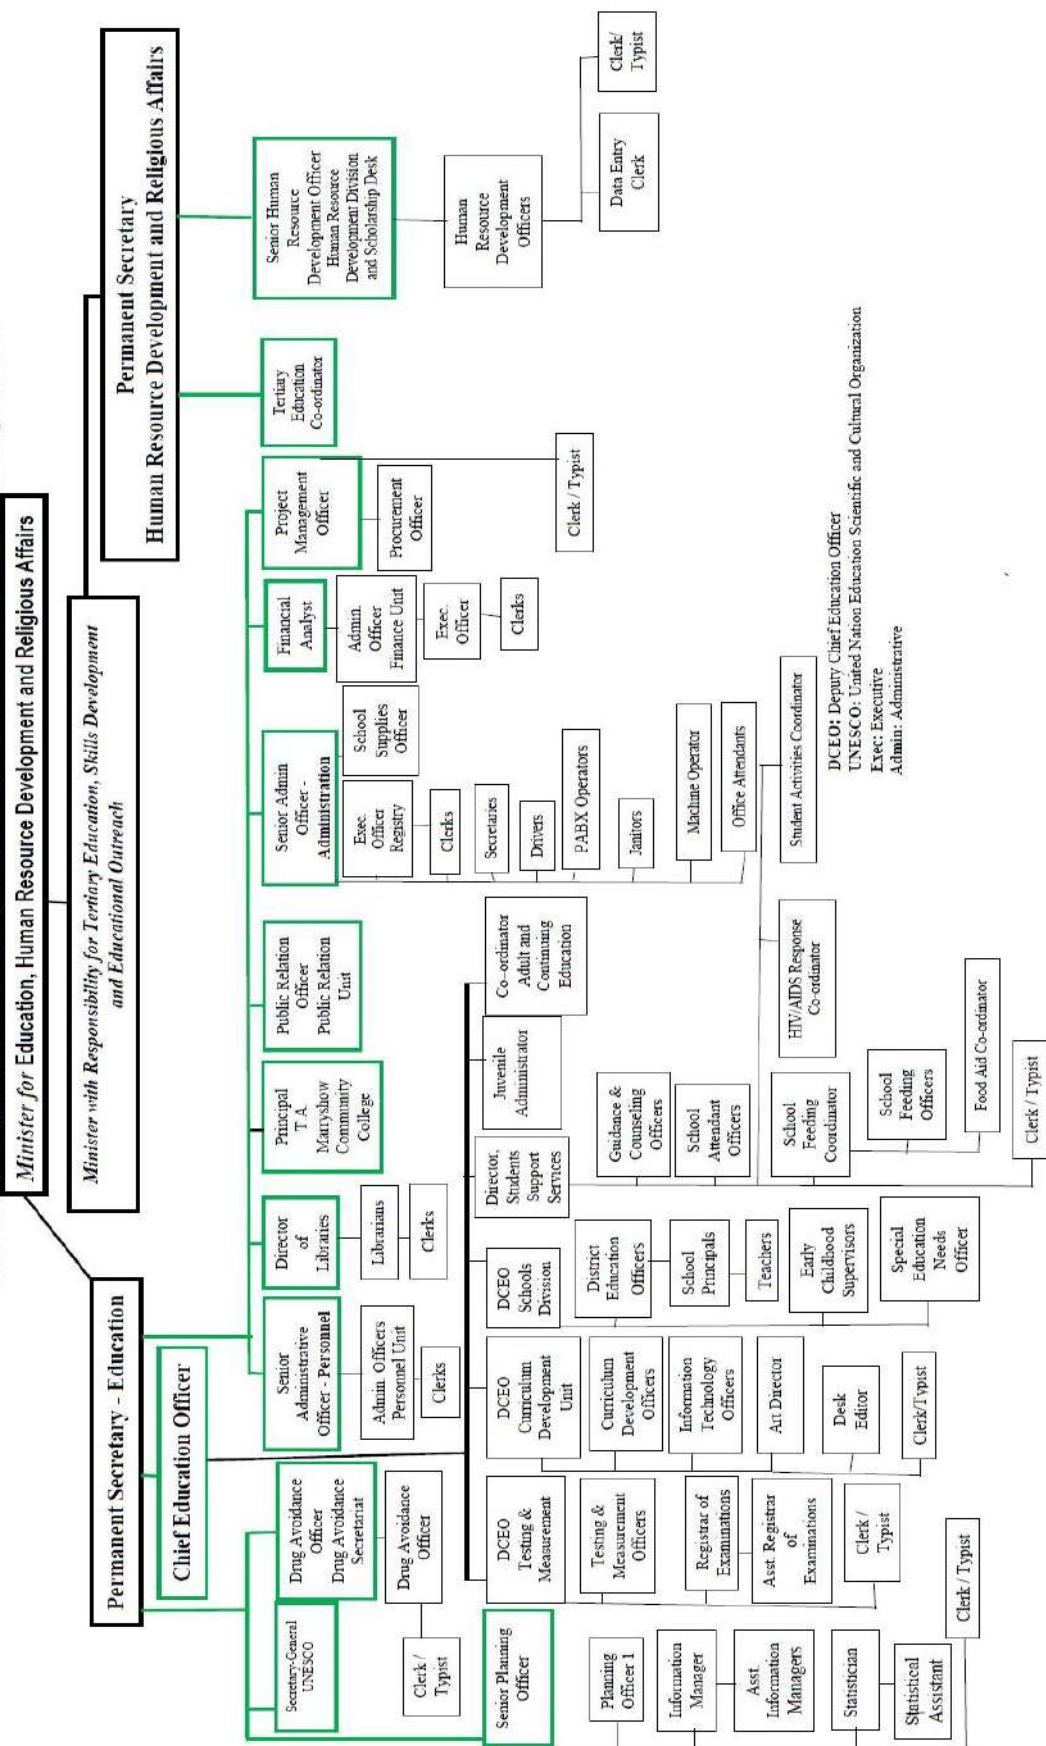 Minister for Education, Human Resource Development and Religious Affairs
Minister with Responsibility for Tertiary Education, Skills Development
and Educational Outreach
Permanent Secretary - Education
Chief Education Officer
Permanent Secretary
Human Resource Development and Religious Affairs
Secretary-General
UNESCO
Drug Avoidance
Officer
Drug Avoidance
Secretariat
Drug Avoidance
Officer
Clerk /
Typist
Senior Planning
Officer
Planning
Officer 1
Information
Manager
Asst.
Information
Managers
Statistician
Statistical
Assistant
Clerk / Typist
Senior
Administrative
Officer - Personnel
Admin. Officers
Personnel Unit
Clerks
Director
of
Libraries
Librarians
Clerks
Principal
T A
Marryshow
Community
College
Public Relation
Officer
Public Relation
Unit
Senior Admin
Officer -
Administration
Exec.
Officer
Registry
School
Supplies
Officer
Clerks
Secretaries
Drivers
PABX Operators
Janitors
Machine Operator
Office Attendants
Financial
Analyst
Admin.
Officer
Finance Unit
Exec.
Officer
Clerks
Project
Management
Officer
Procurement
Officer
Clerk / Typist
Tertiary
Education
Co-ordinator
Senior Human
Resource
Development Officer
Human Resource
Development Division
and Scholarship Desk
Human
Resource
Development
Officers
Data Entry
Clerk
Clerk/
Typist
DCEO
Testing &
Measurement
Testing &
Measurement
Officers
Registrar of
Examinations
Asst. Registrar
of
Examinations
Clerk /
Typist
DCEO
Curriculum
Development
Unit
Curriculum
Development
Officers
Information
Technology
Officers
Art Director
Desk
Editor
Clerk/Typist
DCEO
Schools
Division
District
Education
Officers
School
Principals
Teachers
Early
Childhood
Supervisors
Special
Education
Needs
Officer
Director,
Students
Support
Services
Guidance &
Counseling
Officers
School
Attendant
Officers
School
Feeding
Coordinator
School
Feeding
Officers
Food Aid Co-ordinator
Clerk / Typist
HIV/AIDS Response
Co-ordinator
Student Activities Coordinator
Juvenile
Administrator
Co-ordinator
Adult and
Continuing
Education
DCEO: Deputy Chief Education Officer
UNESCO: United Nation Education Scientific and Cultural Organization
Exec: Executive
Admin: Administrative